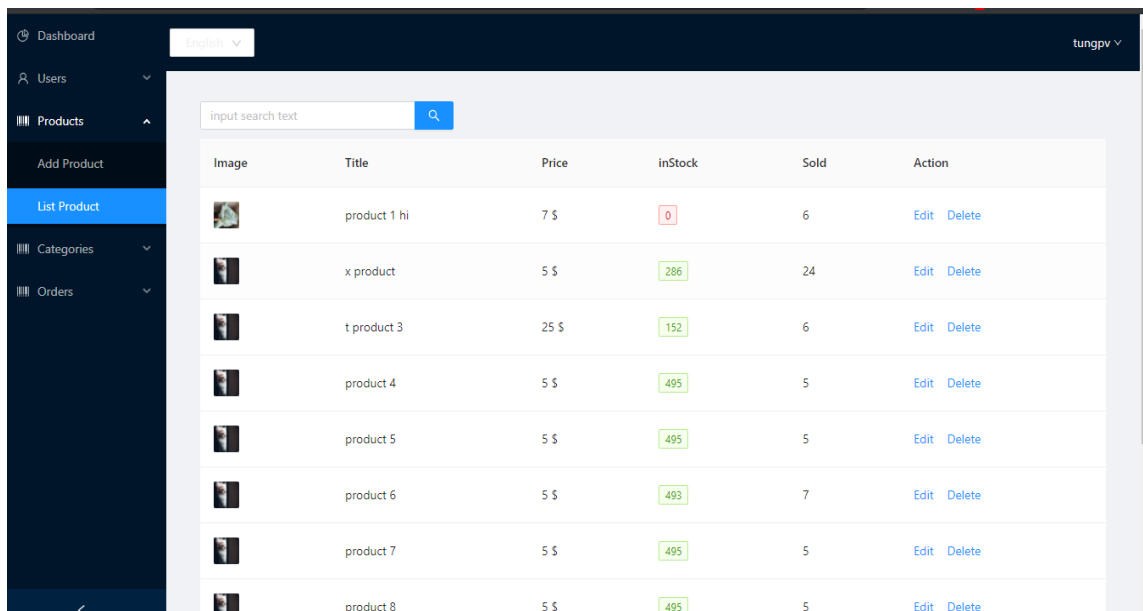 Dashboard
English
tungpv
Users
Products
input search text
Add Product
Image Title Price inStock Sold Action
List Product
product 1 hi 7 $ 0 6 Edit Delete
Categories
x product 5 $ 286 24 Edit Delete
Orders
t product 3 25 $ 152 6 Edit Delete
product 4 5 $ 495 5 Edit Delete
product 5 5 $ 495 5 Edit Delete
product 6 5 $ 493 7 Edit Delete
product 7 5 $ 495 5 Edit Delete
product 8 5 $ 495 5 Edit Delete